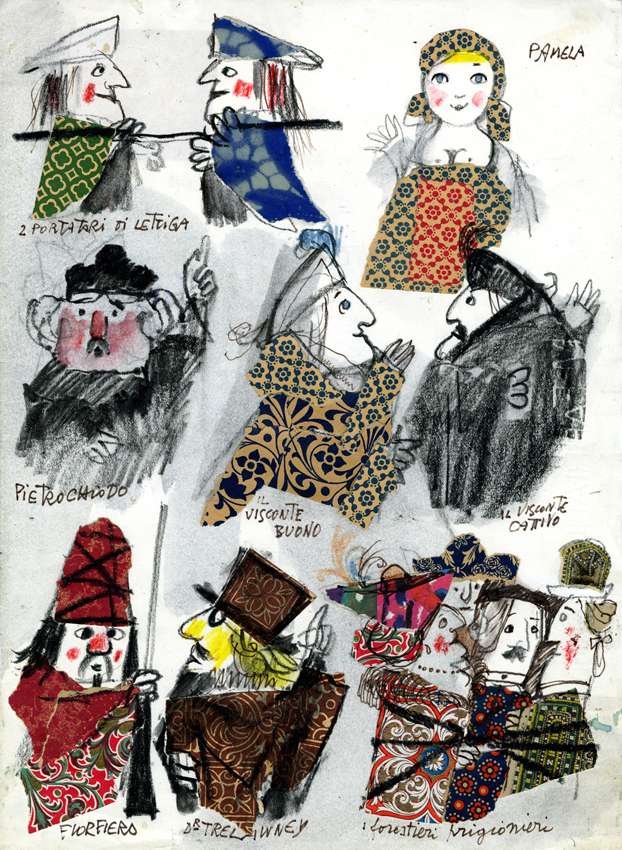 PAMELA
2 PORTATORI DI LETTIGA
PIETROCHIODO
IL
VISCONTE
BUONO
IL VISCONTE
CATTIVO
FIORFIERO
DR TRELAWNEY
i forestieri prigionieri